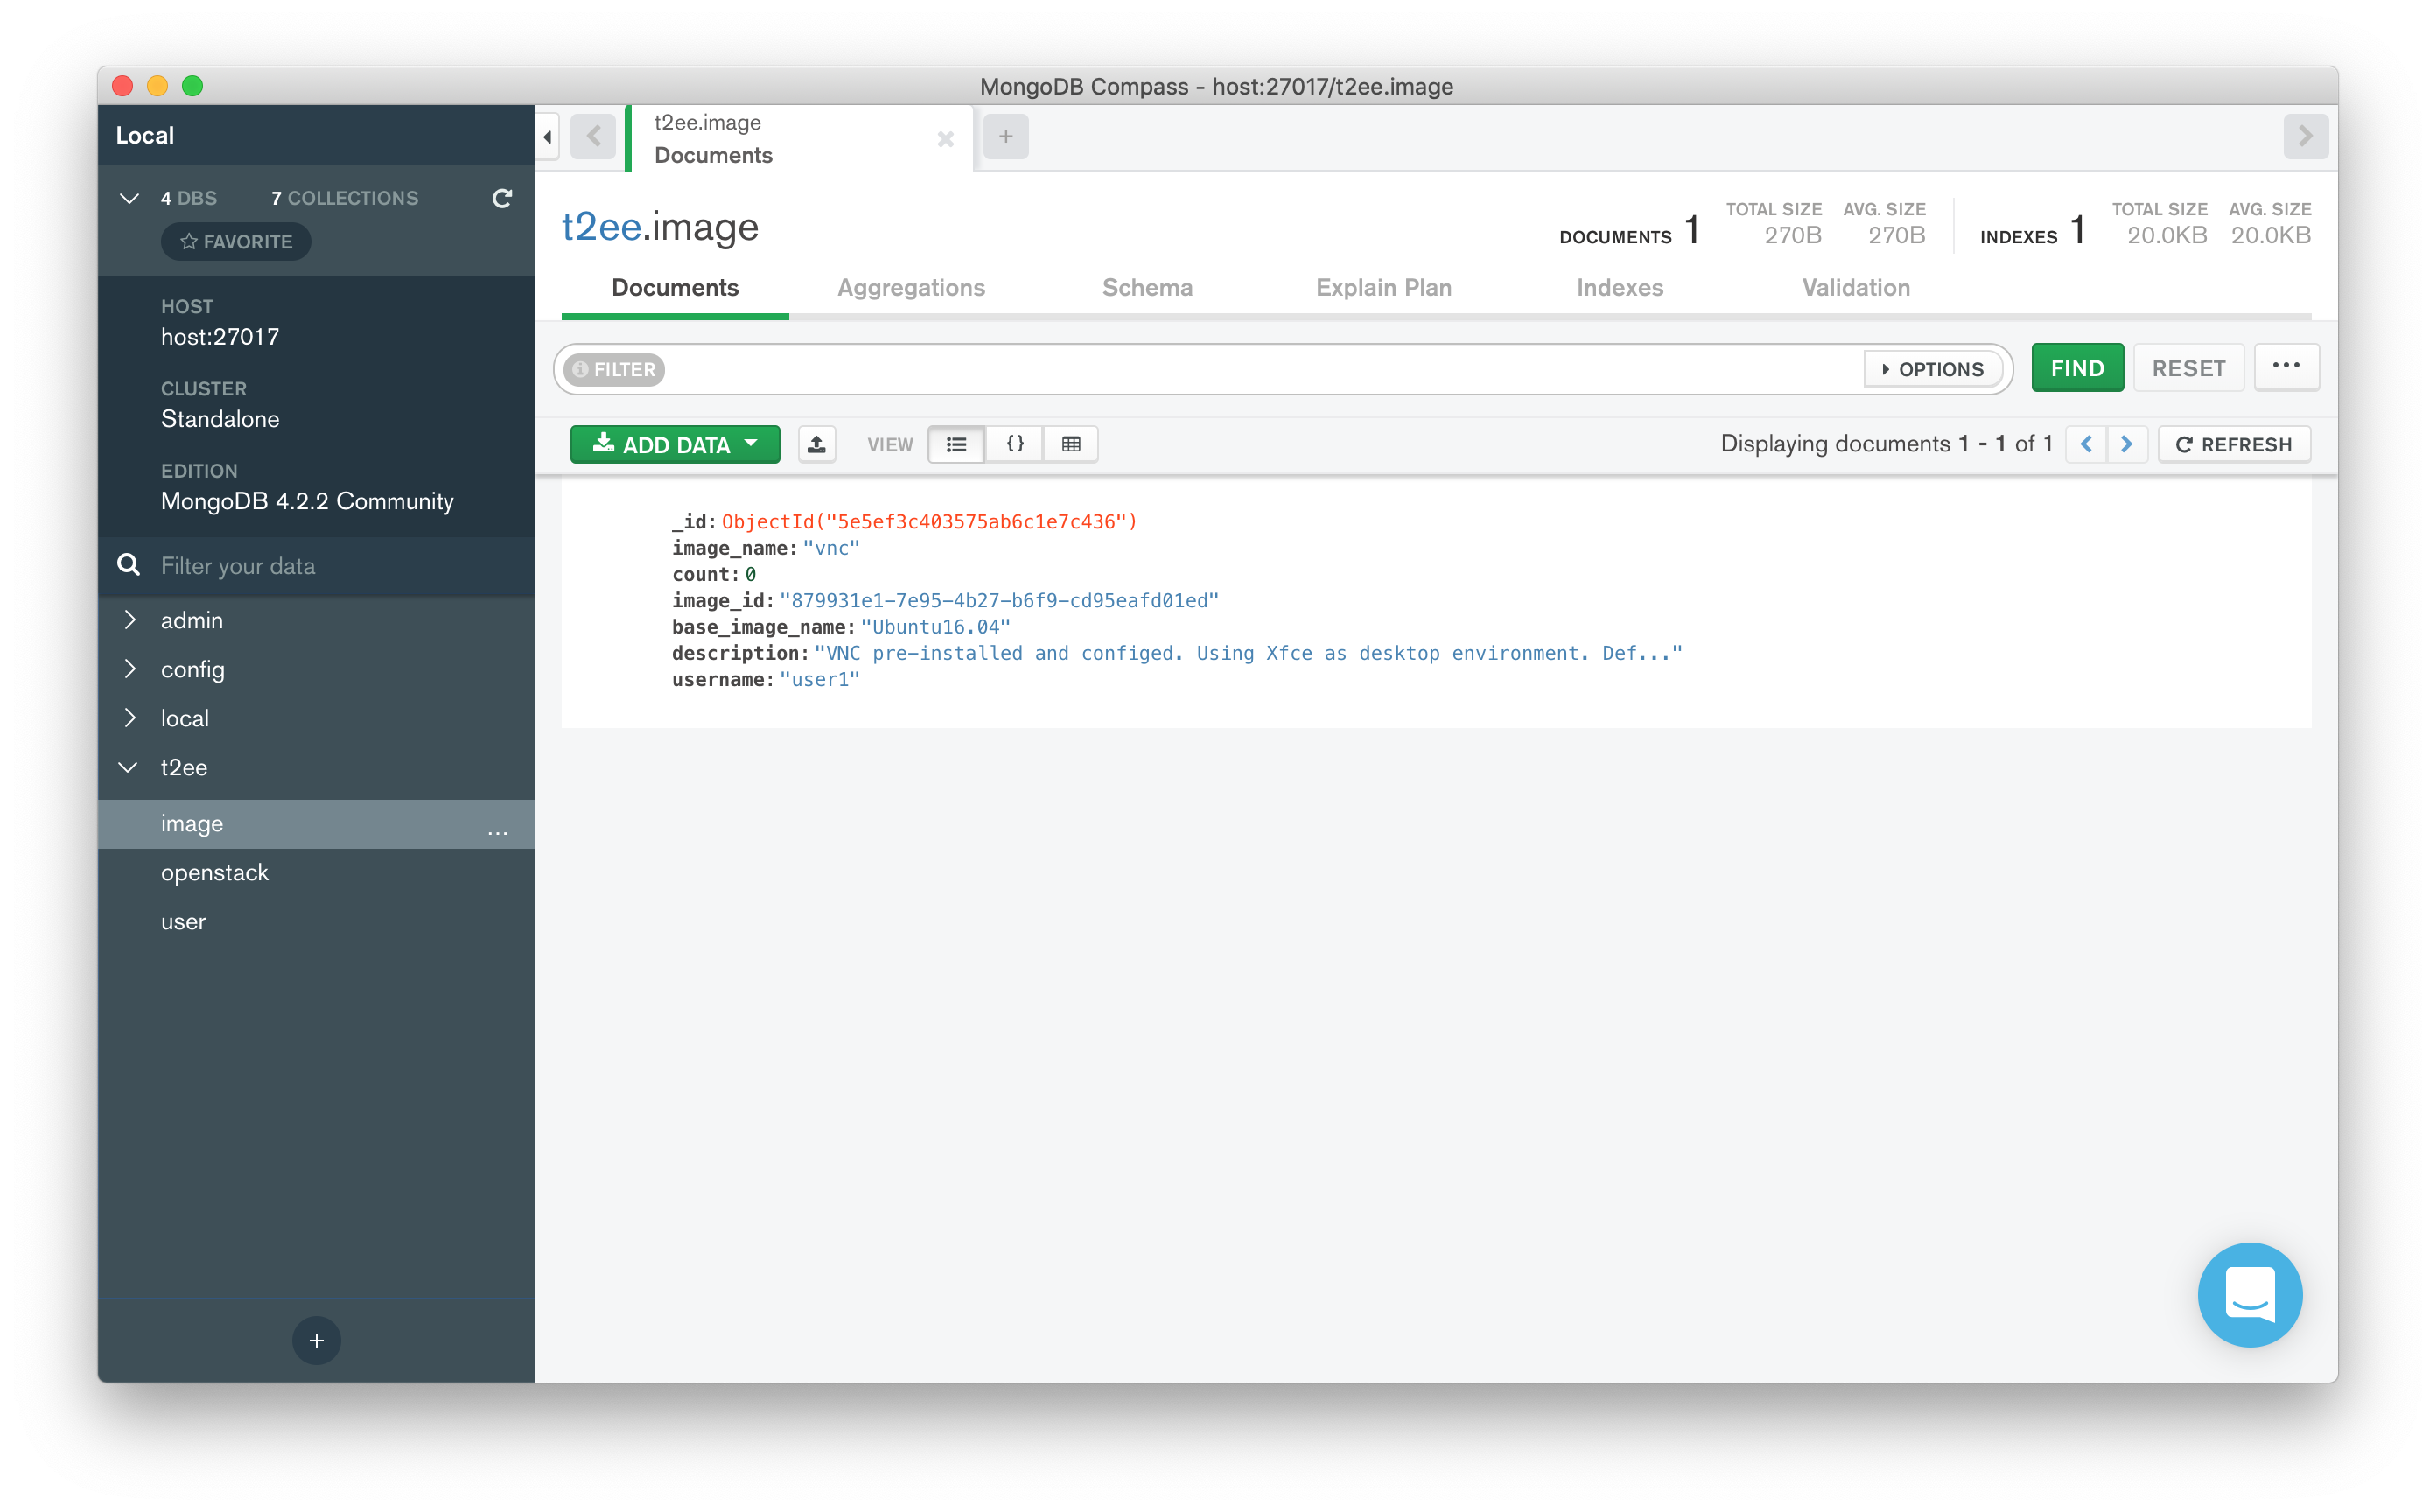 MongoDB Compass - host:27017/t2ee.image
Local
4 DBS 7 COLLECTIONS
FAVORITE
HOST
host:27017
CLUSTER
Standalone
EDITION
MongoDB 4.2.2 Community
Filter your data
admin
config
local
t2ee
image ...
openstack
user
+
t2ee.image
Documents
+
t2ee.image
DOCUMENTS 1 TOTAL SIZE 270B AVG. SIZE 270B INDEXES 1 TOTAL SIZE 20.0KB AVG. SIZE 20.0KB
Documents Aggregations Schema Explain Plan Indexes Validation
FILTER OPTIONS FIND RESET ...
ADD DATA VIEW {} Displaying documents 1 - 1 of 1 REFRESH
_id: ObjectId("5e5ef3c403575ab6c1e7c436")
image_name: "vnc"
count: 0
image_id: "879931e1-7e95-4b27-b6f9-cd95eafd01ed"
base_image_name: "Ubuntu16.04"
description: "VNC pre-installed and configed. Using Xfce as desktop environment. Def..."
username: "user1"